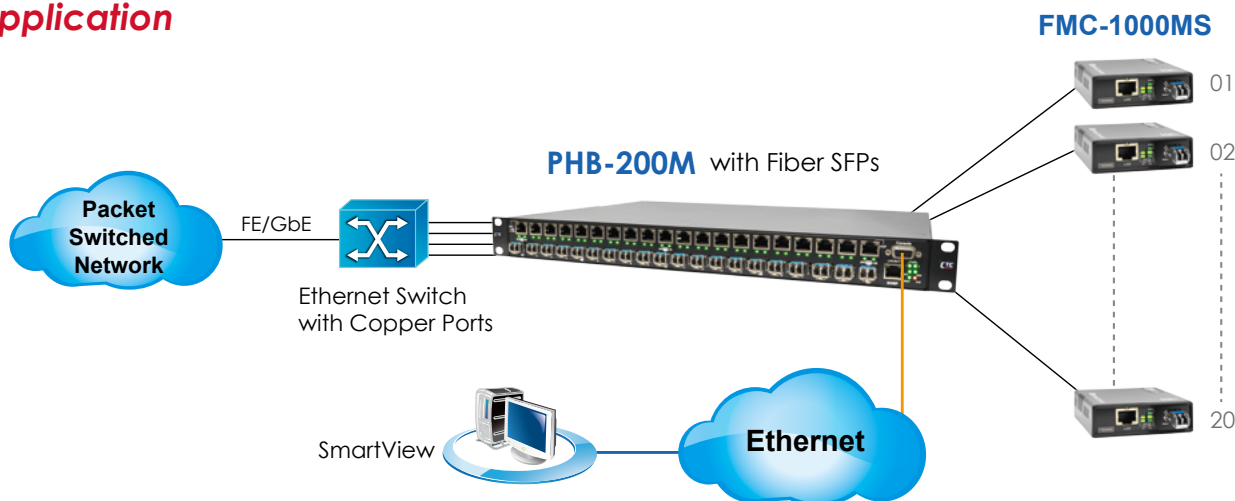 pplication
FMC-1000MS
01
PHB-200M with Fiber SFPs
02
Packet
Switched
Network
FE/GbE
Ethernet Switch
with Copper Ports
CTC
SmartView
Ethernet
20